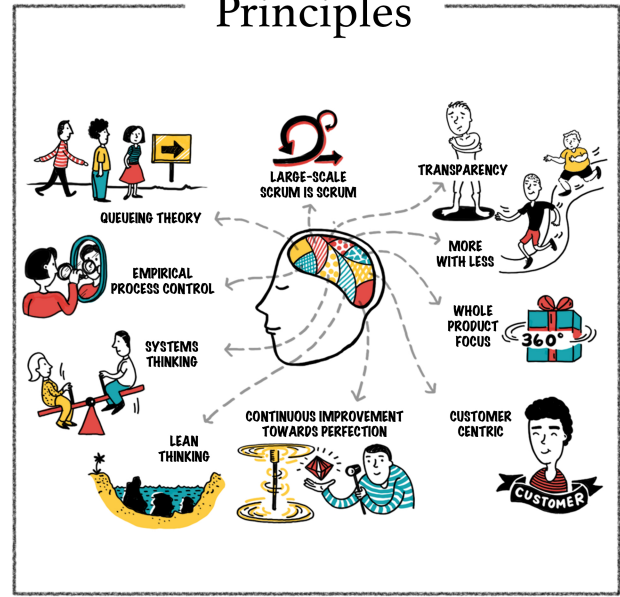 Principles
LARGE-SCALE
SCRUM IS SCRUM
TRANSPARENCY
QUEUEING THEORY
MORE
WITH LESS
EMPIRICAL
PROCESS CONTROL
WHOLE
PRODUCT
FOCUS
360°
SYSTEMS
THINKING
CONTINUOUS IMPROVEMENT
TOWARDS PERFECTION
CUSTOMER
CENTRIC
LEAN
THINKING
CUSTOMER